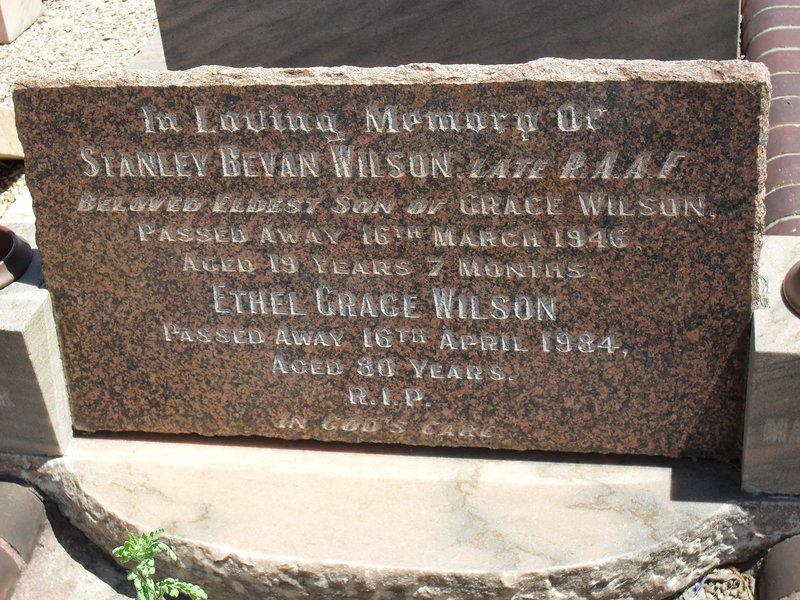 In Loving Memory Of
STANLEY BEVAN WILSON LATE R.A.A.F.
BELOVED ELDEST SON OF GRACE WILSON,
PASSED AWAY 16TH MARCH 1946
AGED 19 YEARS 7 MONTHS.
ETHEL GRACE WILSON
PASSED AWAY 16TH APRIL 1984,
AGED 80 YEARS.
R.I.P.
IN GOD'S CARE